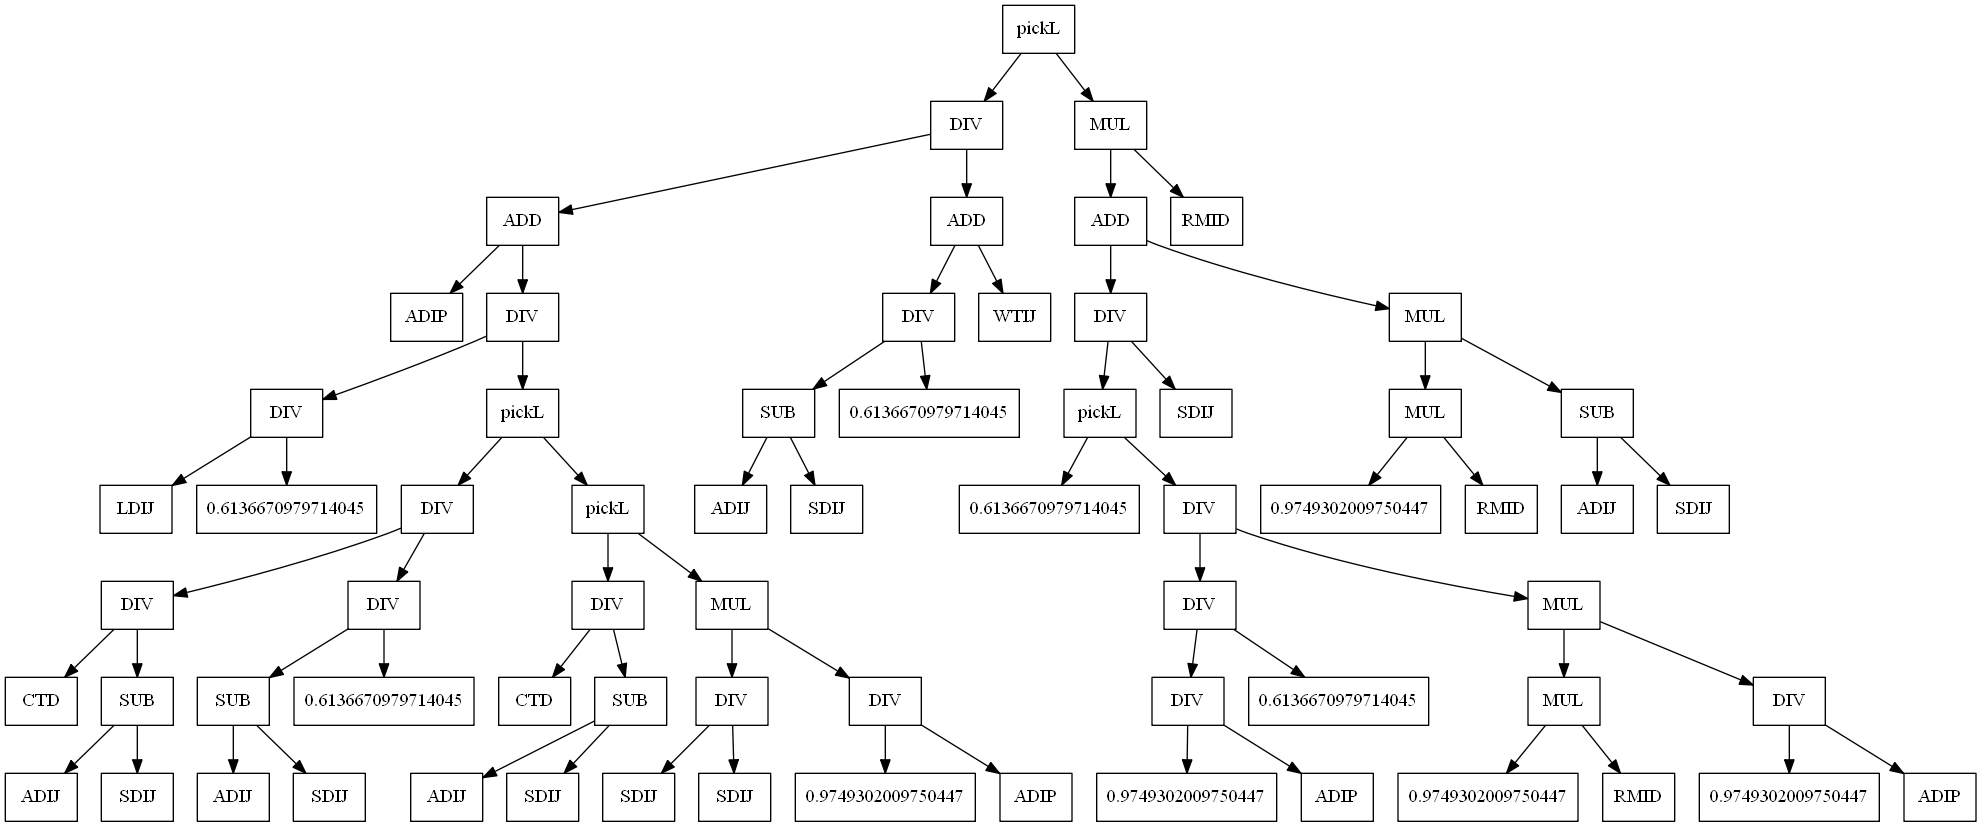 pickL
DIV
MUL
ADD
ADD
ADD
RMID
ADIP
DIV
DIV
WTIJ
DIV
MUL
DIV
pickL
SUB
0.6136670979714045
pickL
SDIJ
MUL
SUB
LDIJ
0.6136670979714045
DIV
pickL
ADIJ
SDIJ
0.6136670979714045
DIV
0.9749302009750447
RMID
ADIJ
SDIJ
DIV
DIV
DIV
MUL
DIV
MUL
CTD
SUB
SUB
0.6136670979714045
CTD
SUB
DIV
DIV
DIV
0.6136670979714045
MUL
DIV
ADIJ
SDIJ
ADIJ
SDIJ
ADIJ
SDIJ
SDIJ
SDIJ
0.9749302009750447
ADIP
0.9749302009750447
ADIP
0.9749302009750447
RMID
0.9749302009750447
ADIP